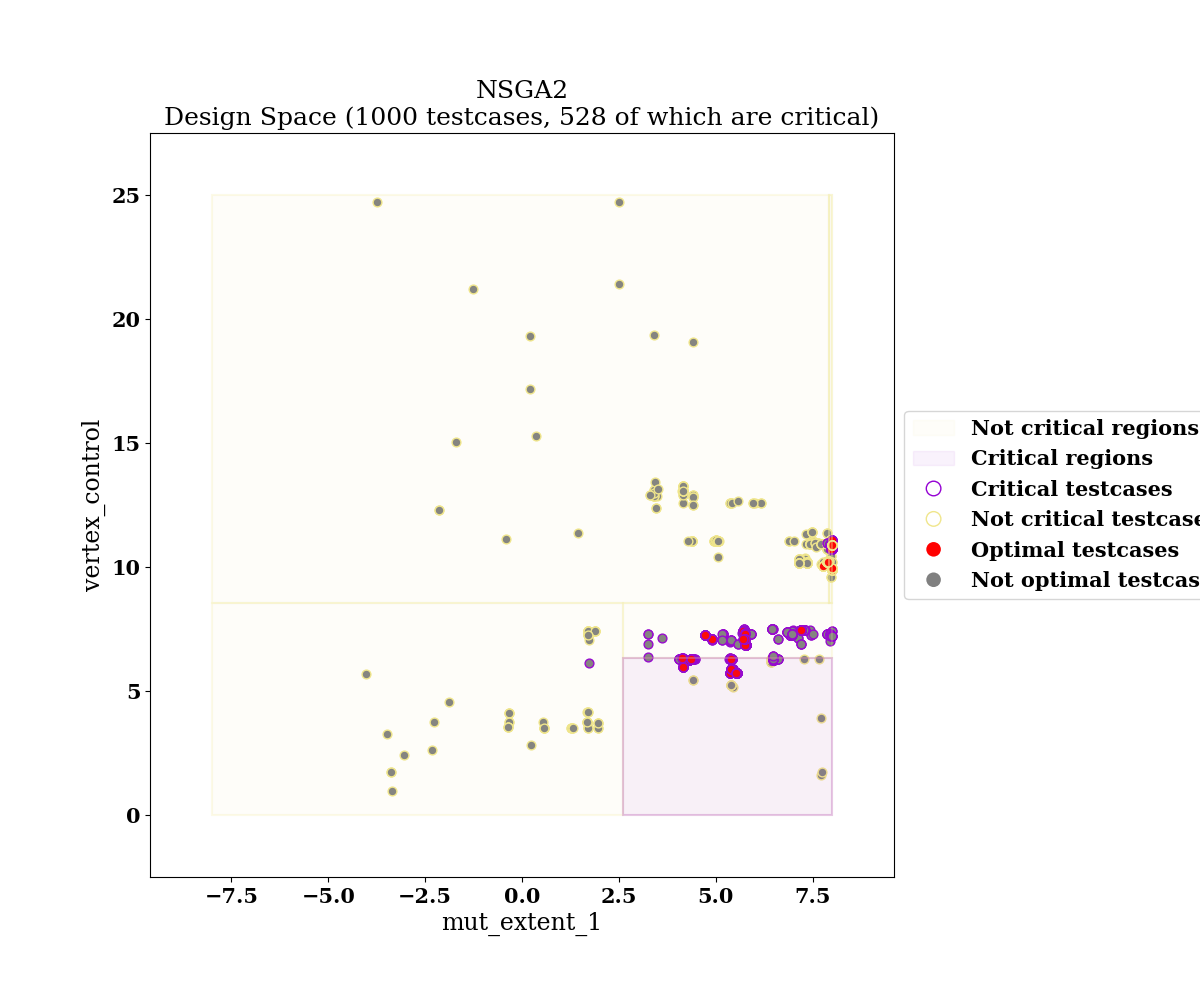 NSGA2
Design Space (1000 testcases, 528 of which are critical)
25
20
15
10
5
0
vertex_control
−7.5
−5.0
−2.5
0.0
2.5
5.0
7.5
mut_extent_1
Not critical regions
Critical regions
Critical testcases
Not critical testcase
Optimal testcases
Not optimal testcas